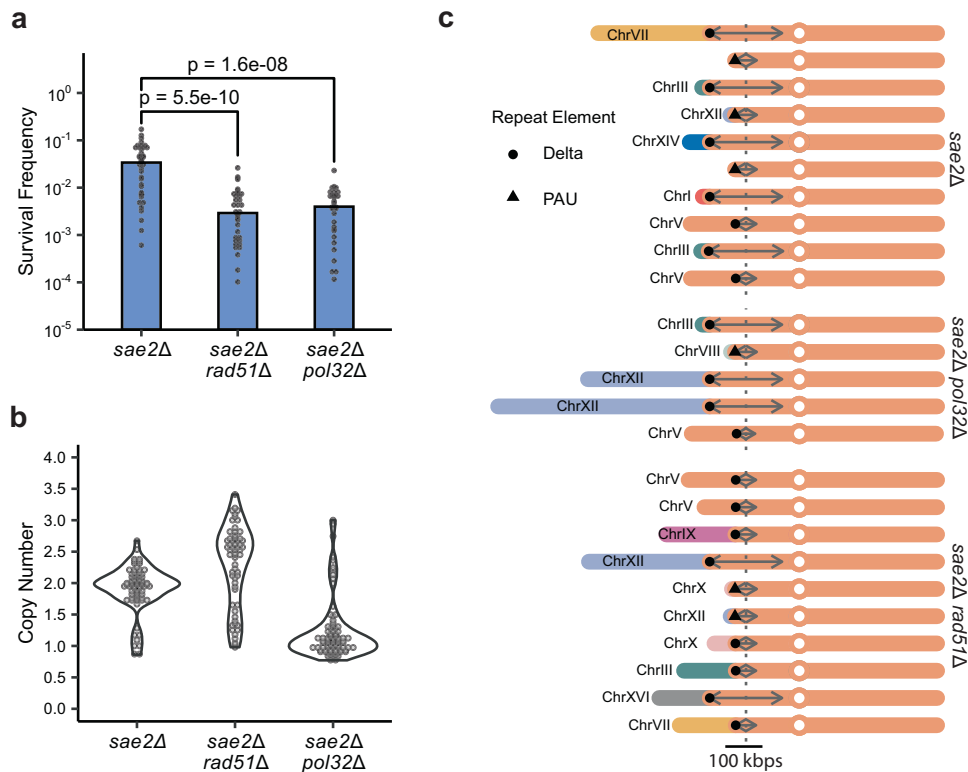 a
p = 1.6e-08
p = 5.5e-10
Survival Frequency
10^0
10^-1
10^-2
10^-3
10^-4
10^-5
sae2Δ
sae2Δ rad51Δ
sae2Δ pol32Δ
b
Copy Number
4.0
3.5
3.0
2.5
2.0
1.5
1.0
0.5
0.0
sae2Δ
sae2Δ rad51Δ
sae2Δ pol32Δ
c
Repeat Element
Delta
PAU
ChrVII
ChrIII
ChrXII
ChrXIV
ChrI
ChrV
ChrIII
ChrV
sae2Δ
ChrIII
ChrVIII
ChrXII
ChrXII
ChrV
sae2Δ pol32Δ
ChrV
ChrV
ChrIX
ChrXII
ChrX
ChrXII
ChrX
ChrIII
ChrXVI
ChrVII
sae2Δ rad51Δ
100 kbps